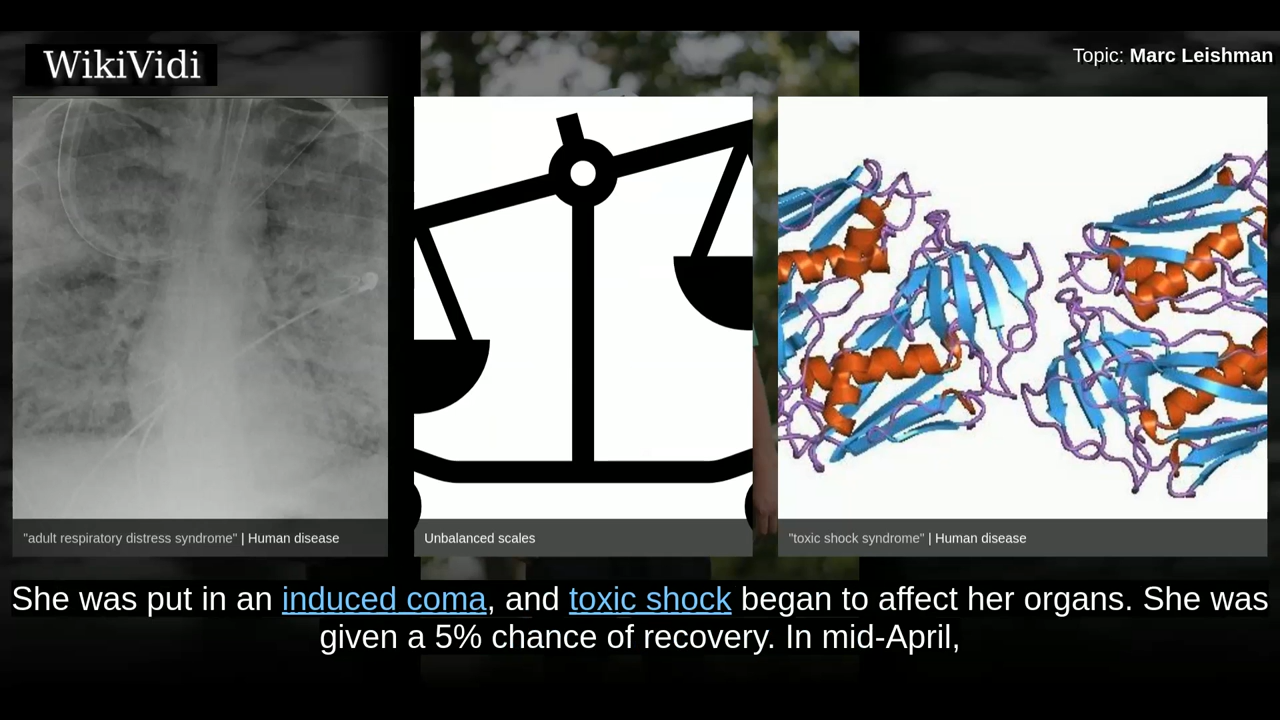 WikiVidi
Topic: Marc Leishman
"adult respiratory distress syndrome" | Human disease
Unbalanced scales
"toxic shock syndrome" | Human disease
She was put in an induced coma, and toxic shock began to affect her organs. She was
given a 5% chance of recovery. In mid-April,